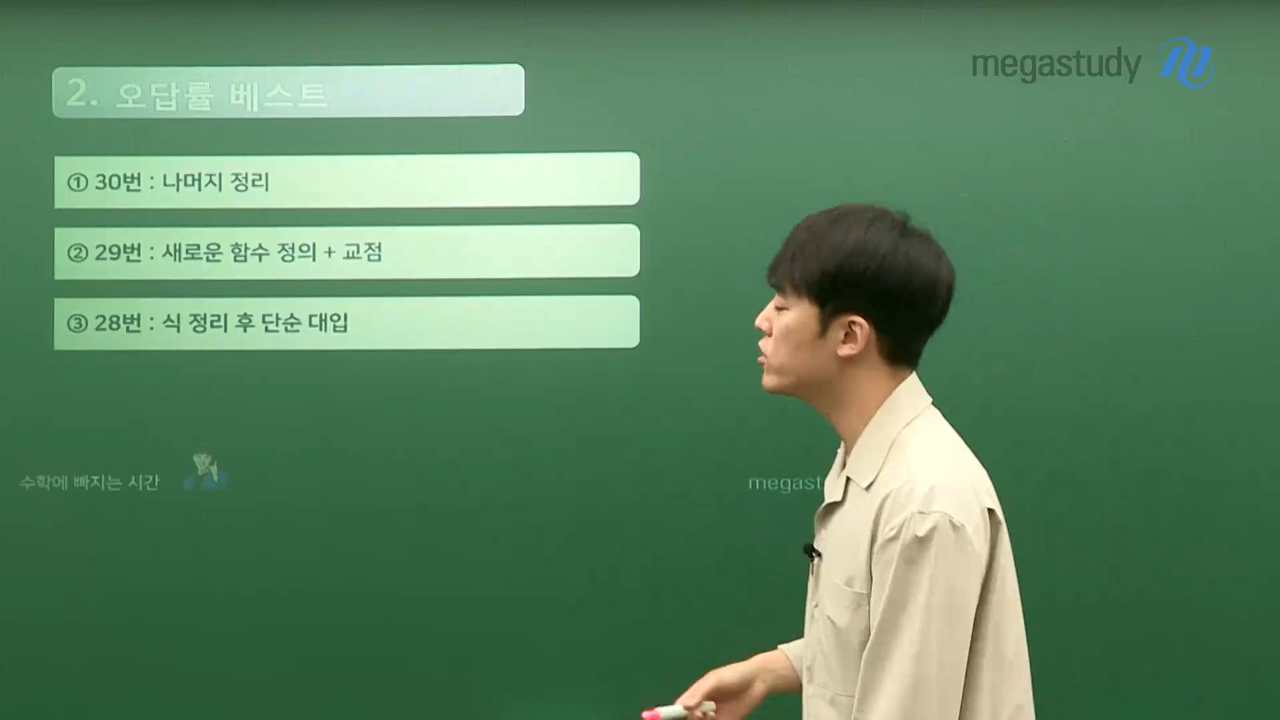 megastudy
2. 오답률 베스트
① 30번 : 나머지 정리
② 29번 : 새로운 함수 정의 + 교점
③ 28번 : 식 정리 후 단순 대입
수학에 빠지는 시간
megast